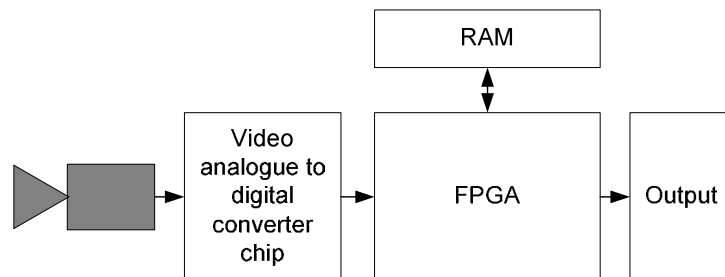 RAM
Video
analogue to
digital
converter
chip
FPGA
Output